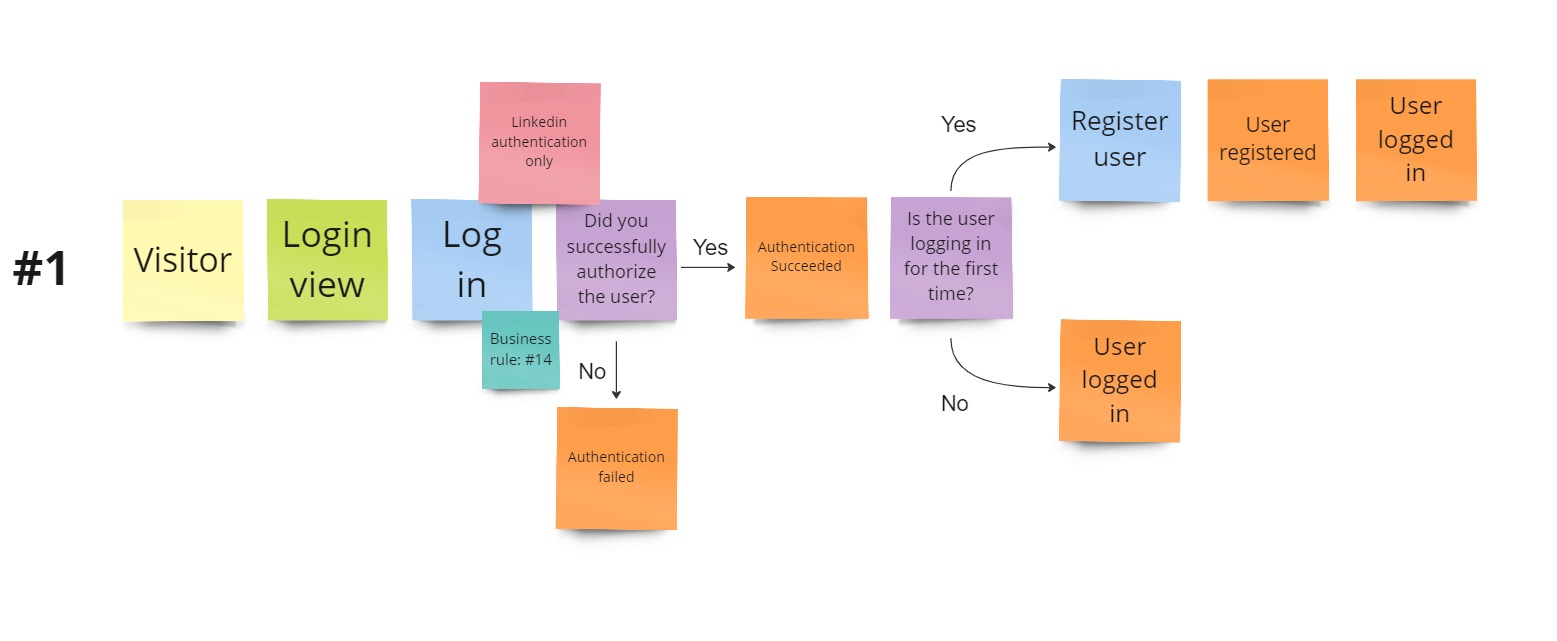 #1
Visitor
Login
view
Log
in
Linkedin
authentication
only
Business
rule: #14
Did you
successfully
authorize
the user?
Yes
No
Authentication
failed
Authentication
Succeeded
Is the user
logging in
for the first
time?
Yes
Register
user
User
registered
User
logged
in
No
User
logged
in